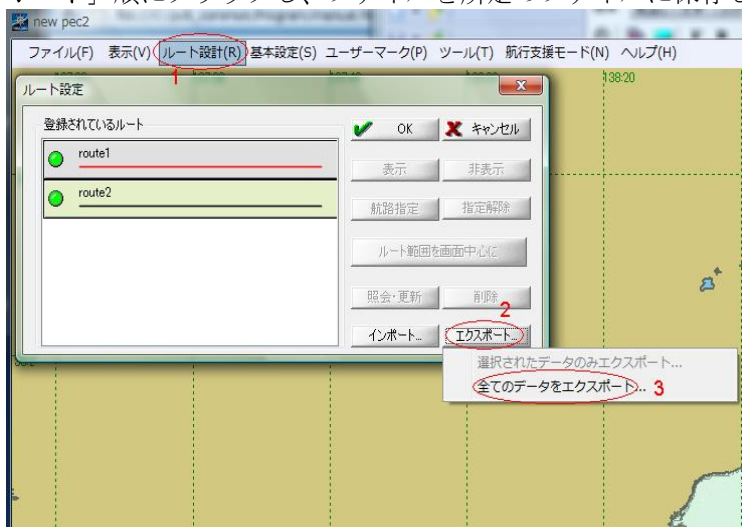 new pec2
ファイル(F) 表示(V) ルート設計(R) 基本設定(S) ユーザーマーク(P) ツール(T) 航行支援モード(N) ヘルプ(H)
1
138:20
ルート設定
登録されているルート
route1
route2
OK
キャンセル
表示
非表示
航路指定
指定解除
ルート範囲を画面中心に
照会・更新
削除
2
インポート...
エクスポート...
選択されたデータのみエクスポート...
全てのデータをエクスポート...
3